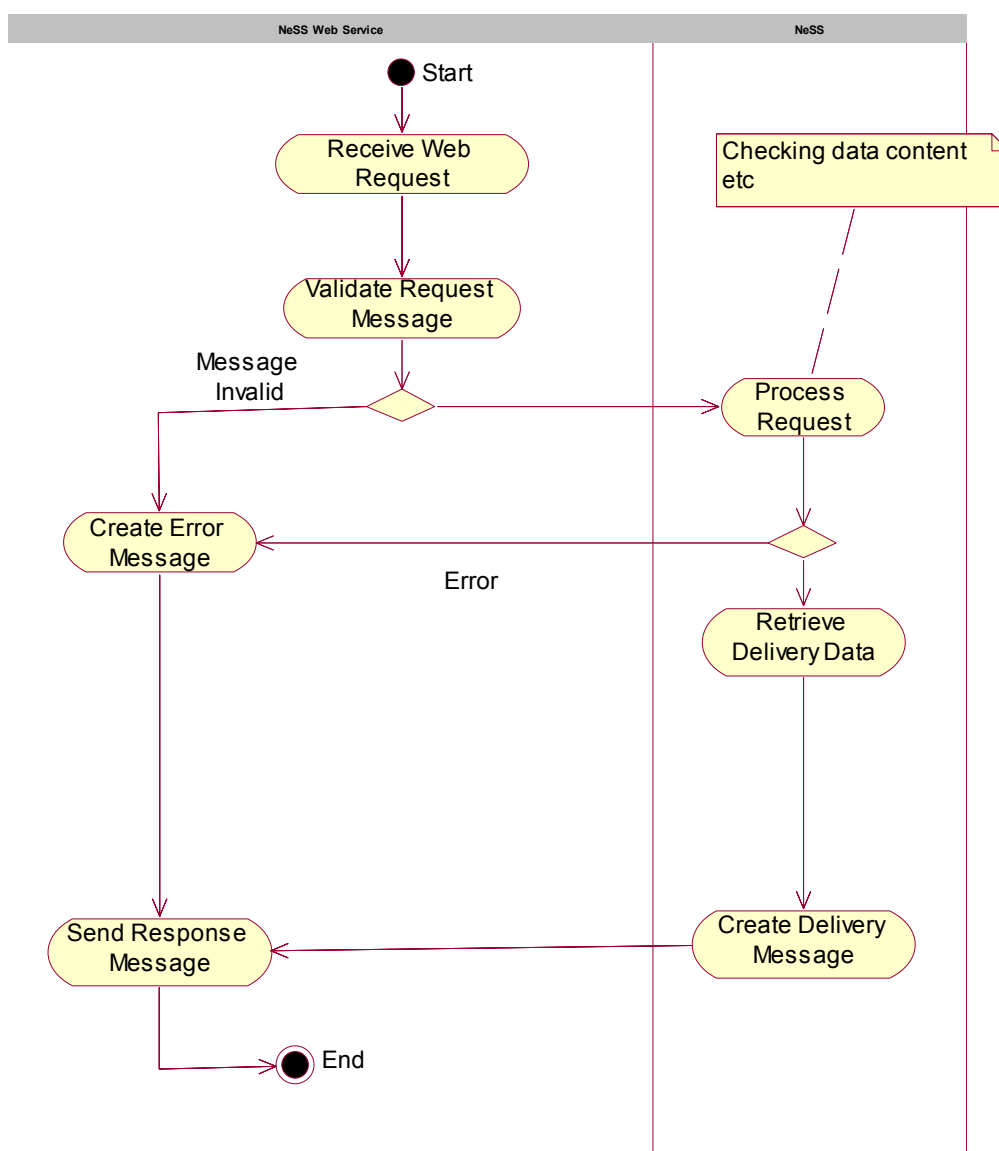 NeSS Web Service
NeSS
Start
Receive Web
Request
Checking data content
etc
Validate Request
Message
Message
Invalid
Process
Request
Create Error
Message
Error
Retrieve
Delivery Data
Send Response
Message
Create Delivery
Message
End